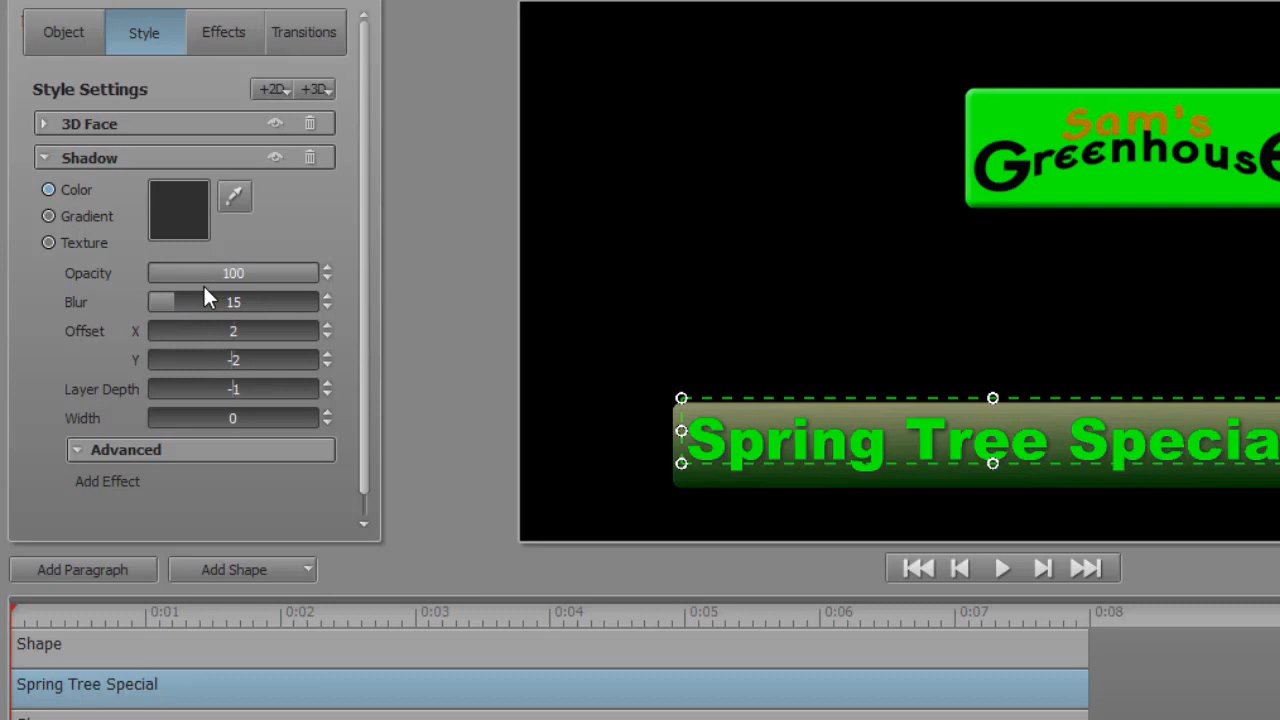 Object Style Effects Transitions
Style Settings +2D +3D
3D Face
Shadow
Color
Gradient
Texture
Opacity 100
Blur 15
Offset X 2
Y -2
Layer Depth -1
Width 0
Advanced
Add Effect
Sam's
Greenhouse
Spring Tree Specia
Add Paragraph Add Shape
0:01 0:02 0:03 0:04 0:05 0:06 0:07 0:08
Shape
Spring Tree Special